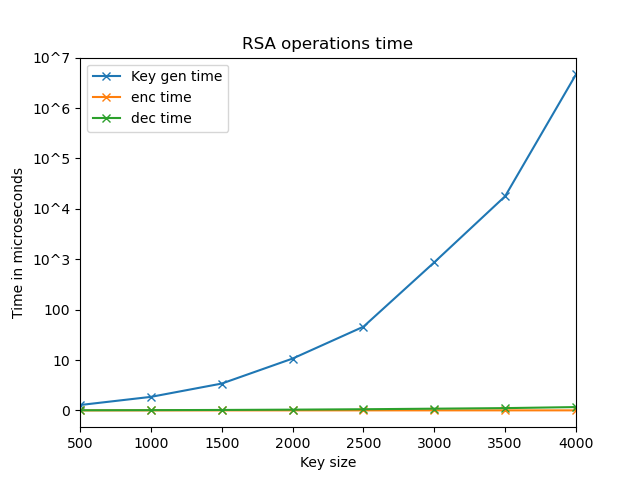 RSA operations time
10^7
10^6
10^5
10^4
10^3
100
10
0
Time in microseconds
Key gen time
enc time
dec time
500 1000 1500 2000 2500 3000 3500 4000
Key size